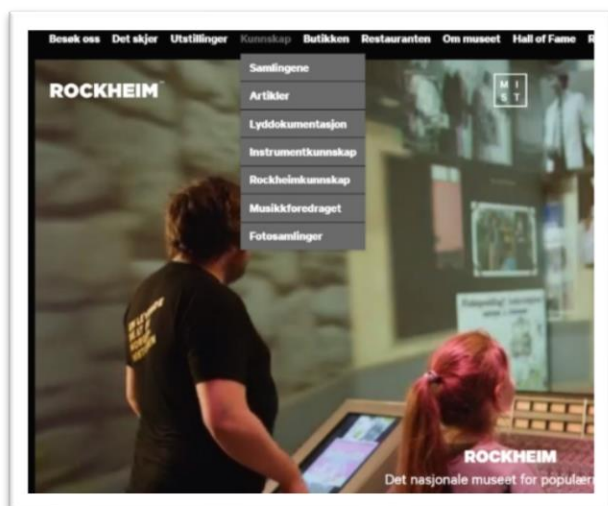 Besøk oss Det skjer Utstillinger Kunnskap Butikken Restauranten Om museet Hall of Fame R
ROCKHEIM
M I
S T
Samlingene
Artikler
Lyddokumentasjon
Instrumentkunnskap
Rockheimkunnskap
Musikkforedraget
Fotosamlinger
ROCKHEIM
Det nasjonale museet for populær